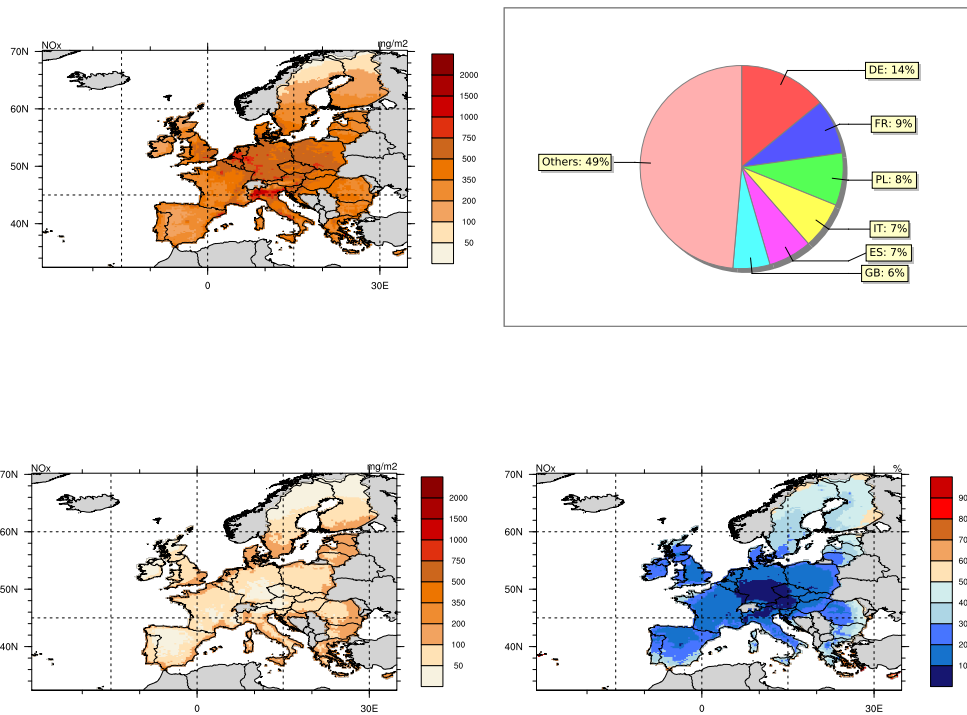 NOx mg/m2
70N
60N
50N
40N
0 30E
2000
1500
1000
750
500
350
200
100
50
DE: 14%
FR: 9%
PL: 8%
IT: 7%
ES: 7%
GB: 6%
Others: 49%
NOx mg/m2
70N
60N
50N
40N
0 30E
2000
1500
1000
750
500
350
200
100
50
NOx %
70N
60N
50N
40N
0 30E
90
80
70
60
50
40
30
20
10